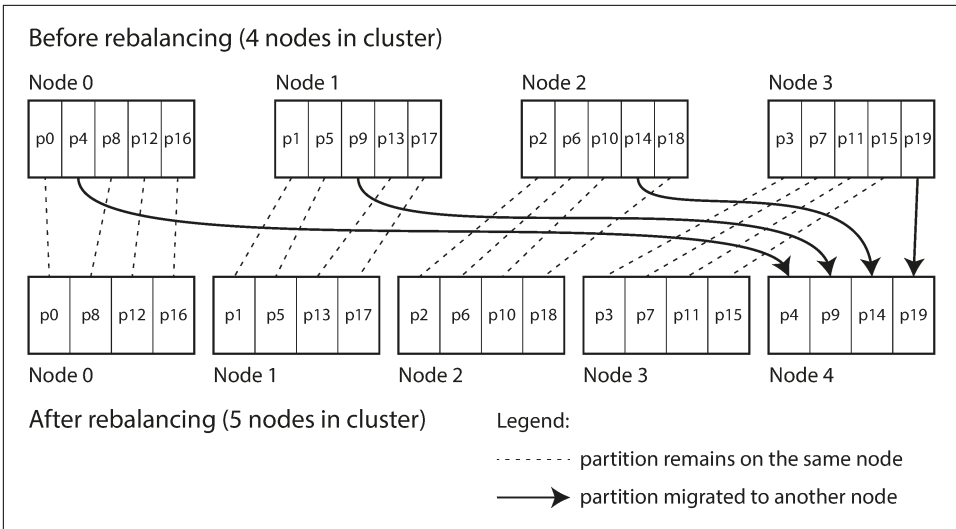 Before rebalancing (4 nodes in cluster)
Node 0 Node 1 Node 2 Node 3
p0 p4 p8 p12 p16 p1 p5 p9 p13 p17 p2 p6 p10 p14 p18 p3 p7 p11 p15 p19
p0 p8 p12 p16 p1 p5 p13 p17 p2 p6 p10 p18 p3 p7 p11 p15 p4 p9 p14 p19
Node 0 Node 1 Node 2 Node 3 Node 4
After rebalancing (5 nodes in cluster)
Legend:
partition remains on the same node
partition migrated to another node